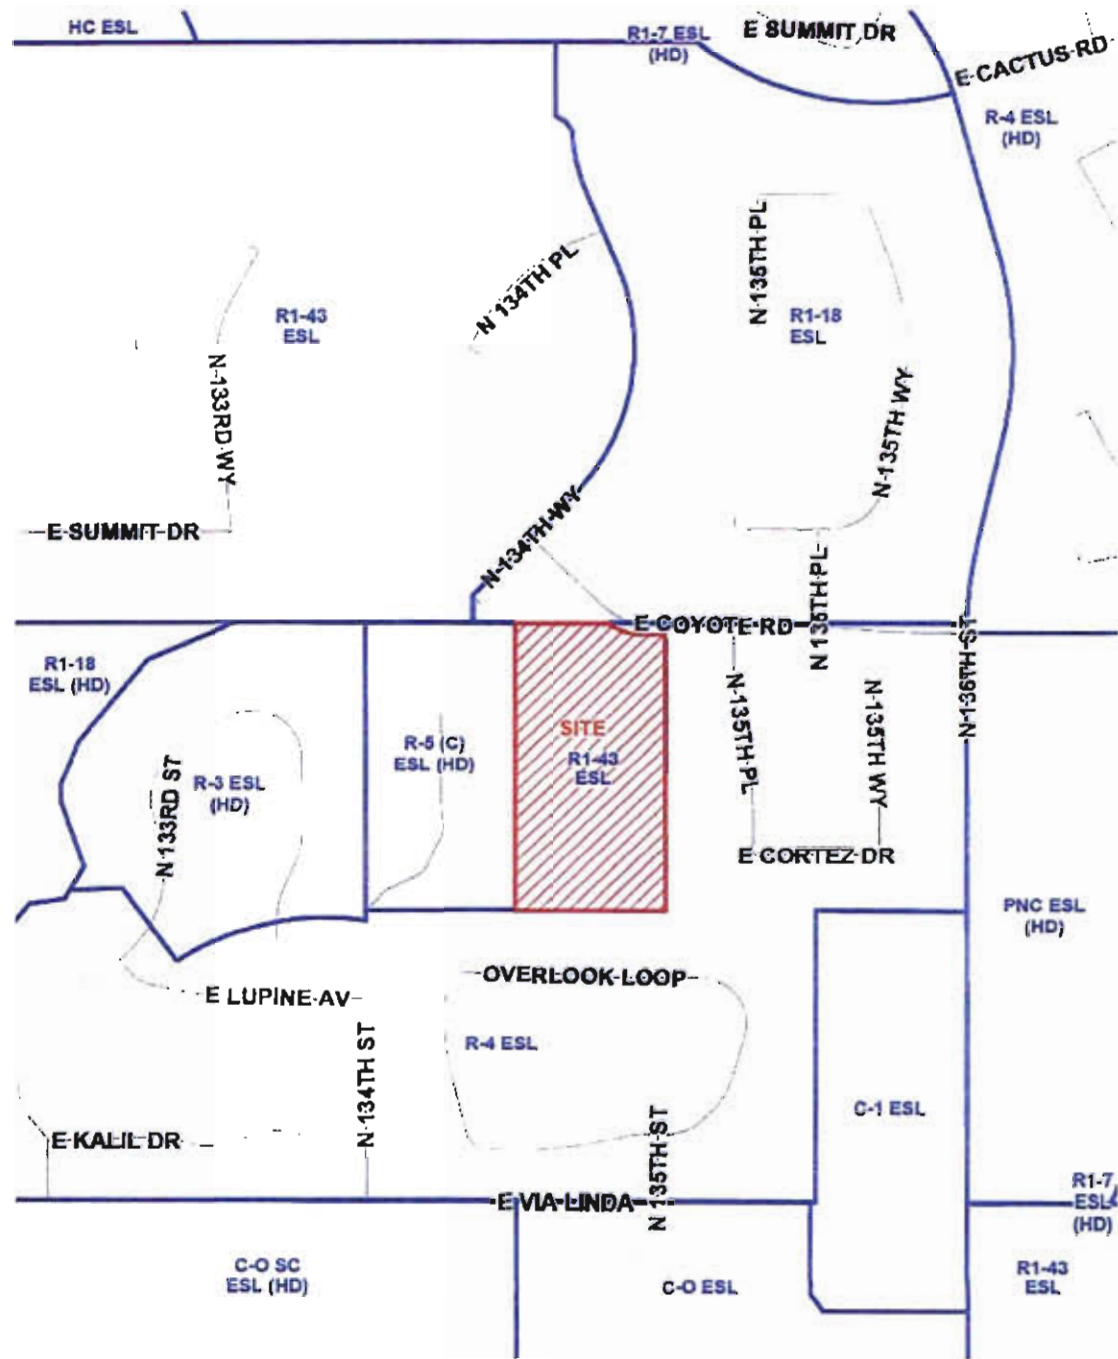 HC ESL
R1-7 ESL
(HD)
E SUMMIT DR
E CACTUS RD
R-4 ESL
(HD)
N 135TH PL
N 134TH PL
R1-43
ESL
R1-18
ESL
N 133RD WY
N 135TH WY
E SUMMIT DR
N 134TH WY
N 135TH PL
E COYOTE RD
N 136TH ST
R1-18
ESL (HD)
N 135TH PL
N 135TH WY
SITE
R1-43
ESL
R-5 (C)
ESL (HD)
R-3 ESL
(HD)
N 133RD ST
E CORTEZ DR
PNC ESL
(HD)
OVERLOOK LOOP
E LUPINE AV
R-4 ESL
N 134TH ST
C-1 ESL
E KALIL DR
N 135TH ST
E VIA LINDA
R1-7
ESL
(HD)
C-O SC
ESL (HD)
C-O ESL
R1-43
ESL